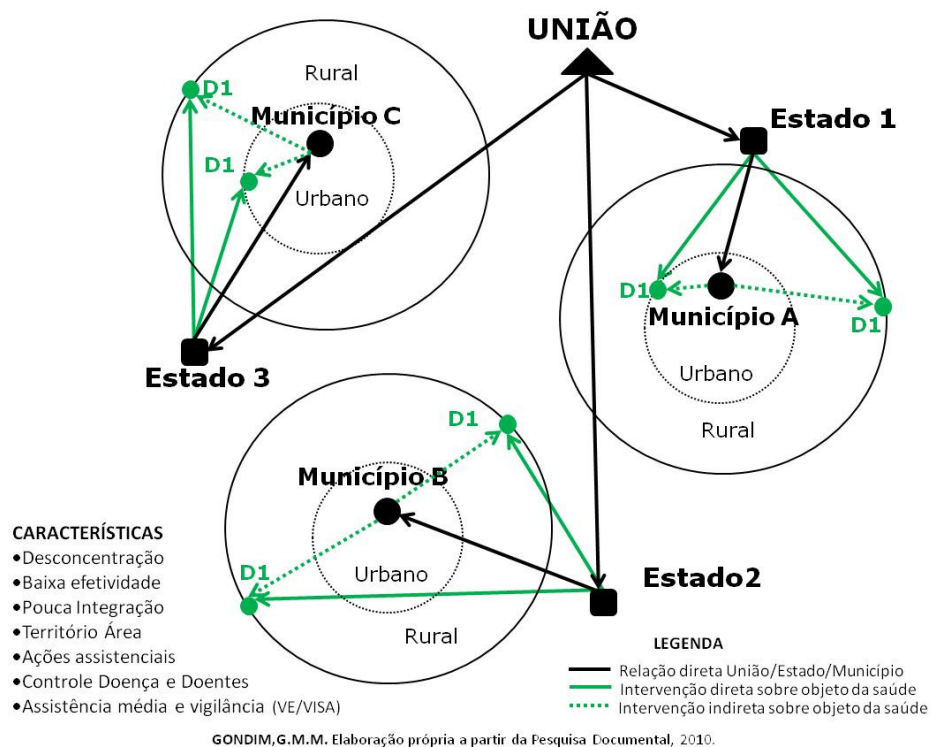 UNIÃO
Rural
D1
Município C
D1
Urbano
Estado 1
D1
Município A
D1
Urbano
Rural
Estado 3
D1
Município B
D1
Urbano
Rural
Estado2
CARACTERÍSTICAS
•Desconcentração
•Baixa efetividade
•Pouca Integração
•Território Área
•Ações assistenciais
•Controle Doença e Doentes
•Assistência média e vigilância (VE/VISA)
LEGENDA
Relação direta União/Estado/Município
Intervenção direta sobre objeto da saúde
Intervenção indireta sobre objeto da saúde
GONDIM,G.M.M. Elaboração própria a partir da Pesquisa Documental, 2010.